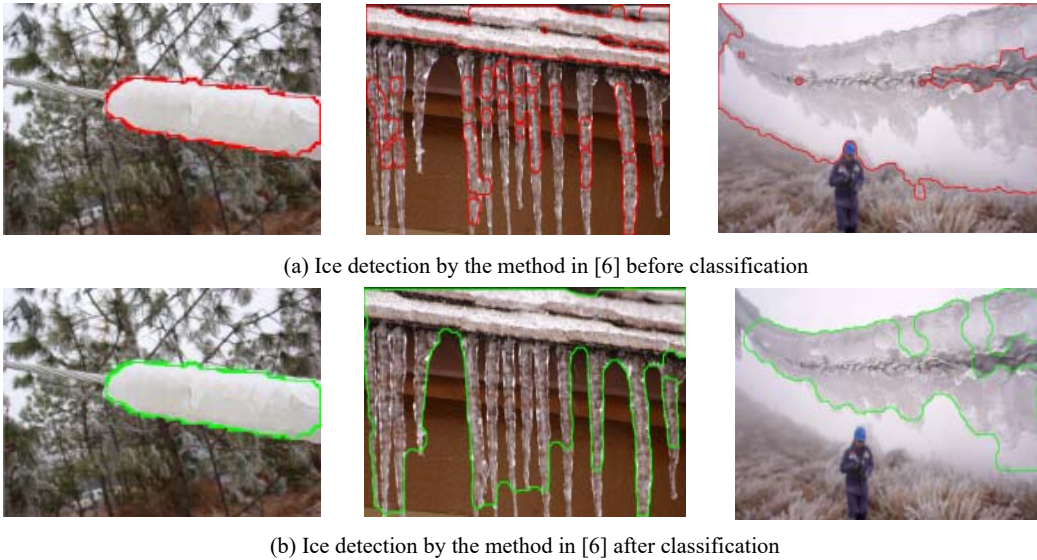 (a) Ice detection by the method in [6] before classification
(b) Ice detection by the method in [6] after classification